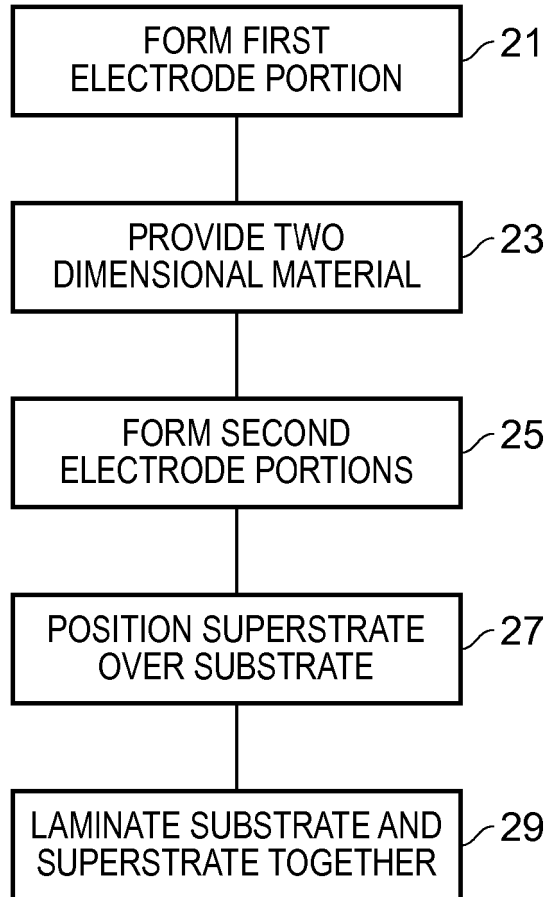 FORM FIRST
ELECTRODE PORTION
21
PROVIDE TWO
DIMENSIONAL MATERIAL
23
FORM SECOND
ELECTRODE PORTIONS
25
POSITION SUPERSTRATE
OVER SUBSTRATE
27
LAMINATE SUBSTRATE AND
SUPERSTRATE TOGETHER
29